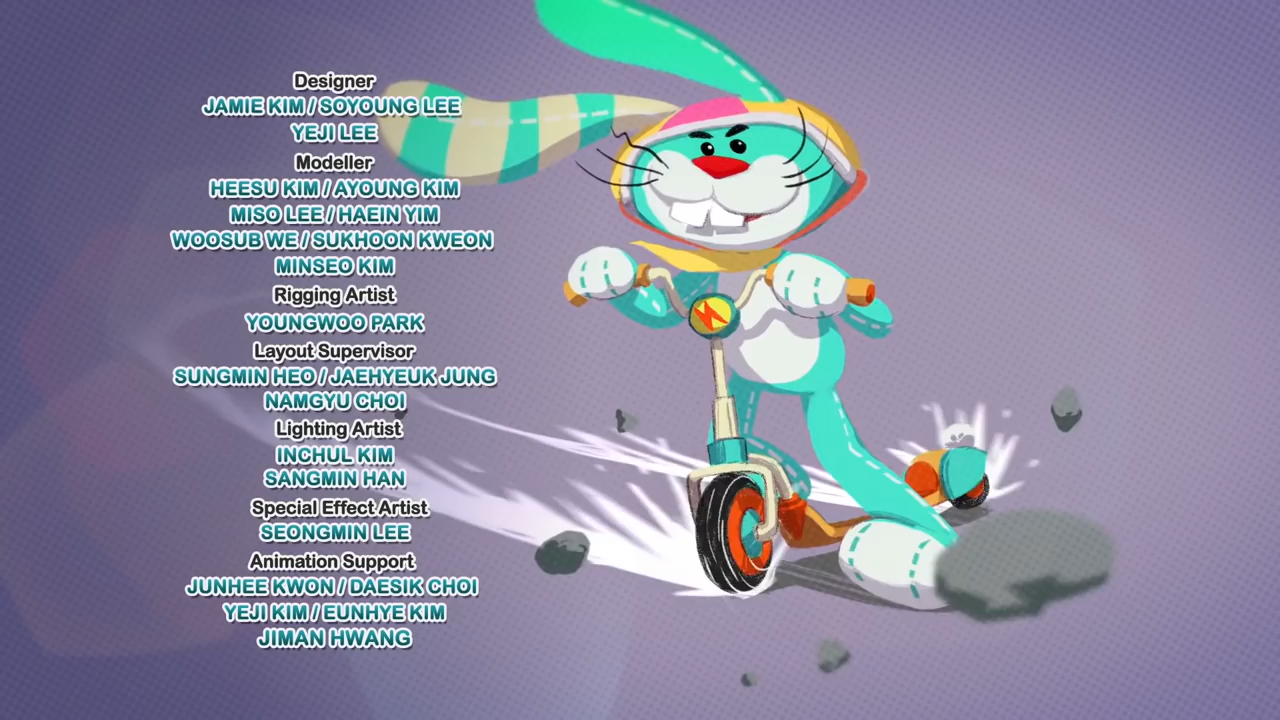 Designer
JAMIE KIM / SOYOUNG LEE
YEJI LEE
Modeller
HEESU KIM / AYOUNG KIM
MISO LEE / HAEIN YIM
WOOSUB WE / SUKHOON KWEON
MINSEO KIM
Rigging Artist
YOUNGWOO PARK
Layout Supervisor
SUNGMIN HEO / JAEHYEUK JUNG
NAMGYU CHOI
Lighting Artist
INCHUL KIM
SANGMIN HAN
Special Effect Artist
SEONGMIN LEE
Animation Support
JUNHEE KWON / DAESIK CHOI
YEJI KIM / EUNHYE KIM
JIMAN HWANG